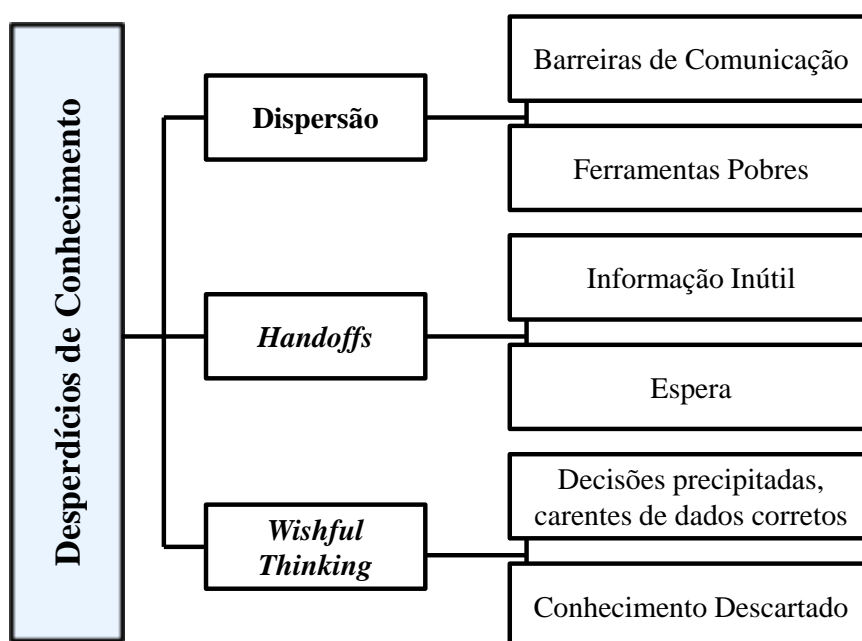 Desperdícios de Conhecimento
Dispersão
Barreiras de Comunicação
Ferramentas Pobres
Handoffs
Informação Inútil
Espera
Wishful
Thinking
Decisões precipitadas,
carentes de dados corretos
Conhecimento Descartado